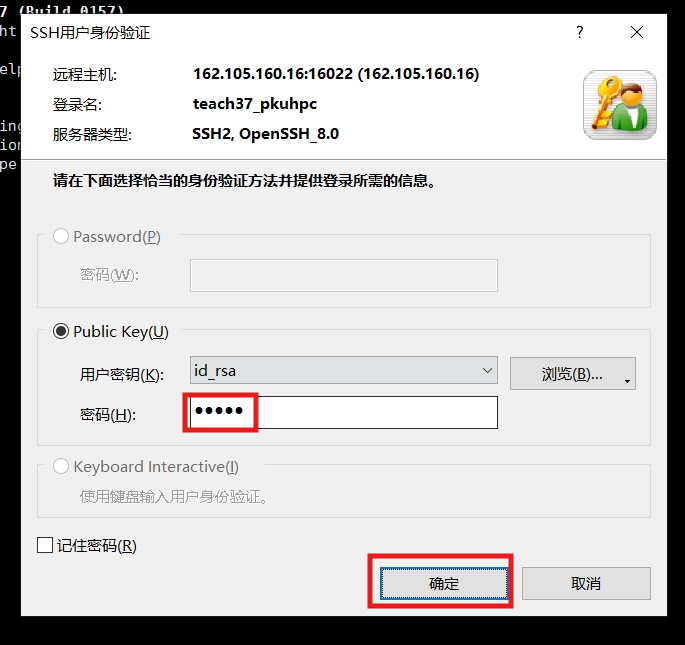 7 (Build 0157)
SSH用户身份验证
?
远程主机: 162.105.160.16:16022 (162.105.160.16)
登录名: teach37_pkuhpc
服务器类型: SSH2, OpenSSH_8.0
请在下面选择恰当的身份验证方法并提供登录所需的信息。
Password(P)
密码(W):
Public Key(U)
用户密钥(K): id_rsa 浏览(B)...
密码(H): •••••
Keyboard Interactive(I)
使用键盘输入用户身份验证。
记住密码(R)
确定 取消